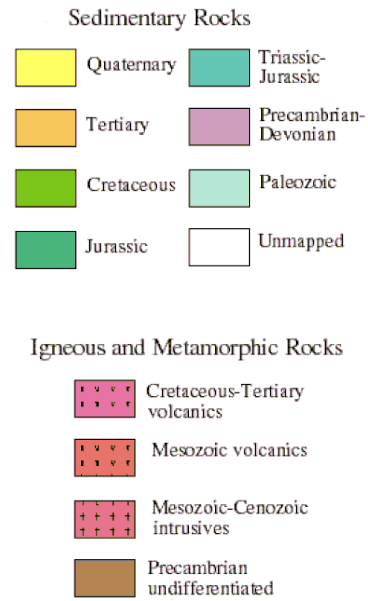 Sedimentary Rocks
Quaternary
Triassic-
Jurassic
Tertiary
Precambrian-
Devonian
Cretaceous
Paleozoic
Jurassic
Unmapped
Igneous and Metamorphic Rocks
Cretaceous-Tertiary
volcanics
Mesozoic volcanics
Mesozoic-Cenozoic
intrusives
Precambrian
undifferentiated